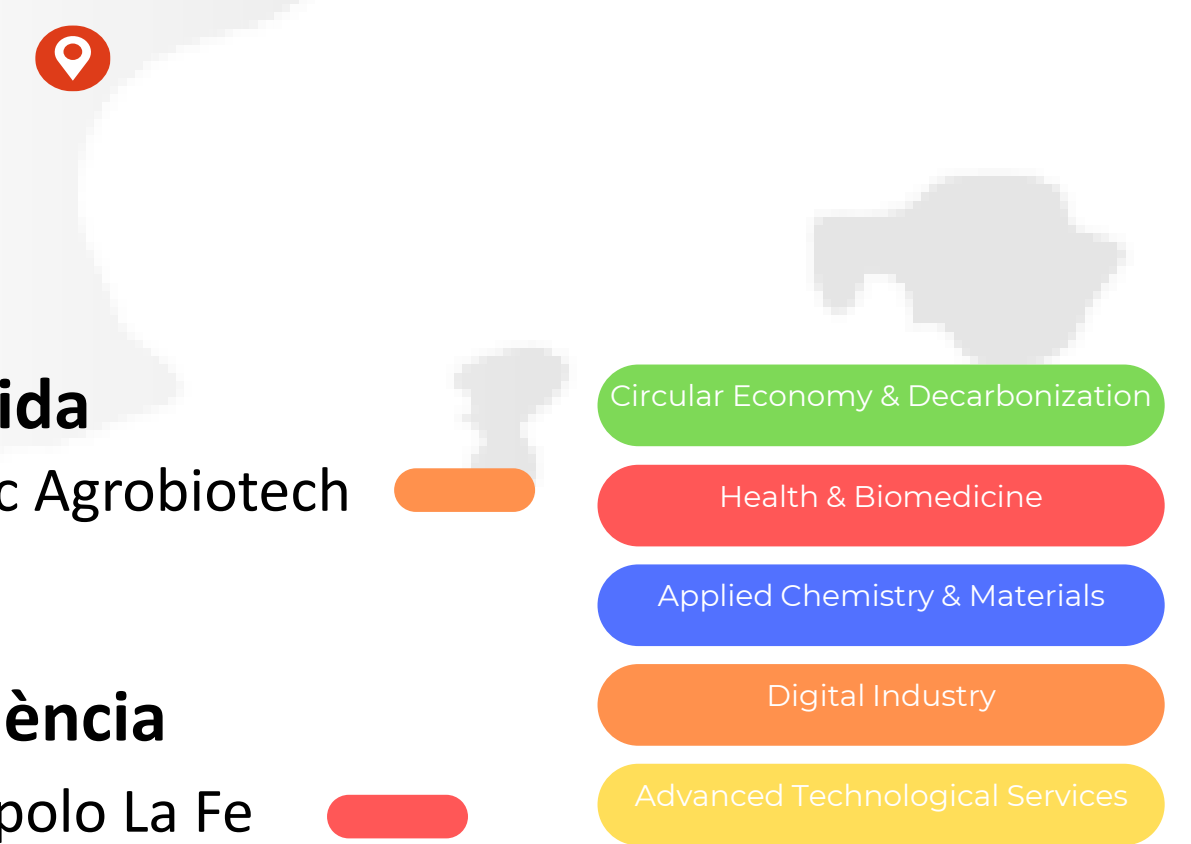 ida
c Agrobiotech
ència
polo La Fe
Circular Economy & Decarbonization
Health & Biomedicine
Applied Chemistry & Materials
Digital Industry
Advanced Technological Services